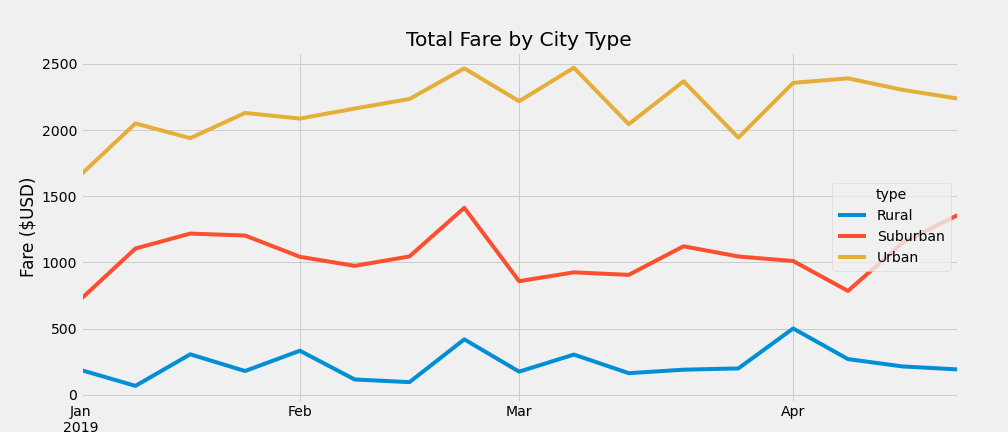 Total Fare by City Type
Fare ($USD)
2500
2000
1500
1000
500
0
Jan
2019
Feb
Mar
Apr
type
Rural
Suburban
Urban